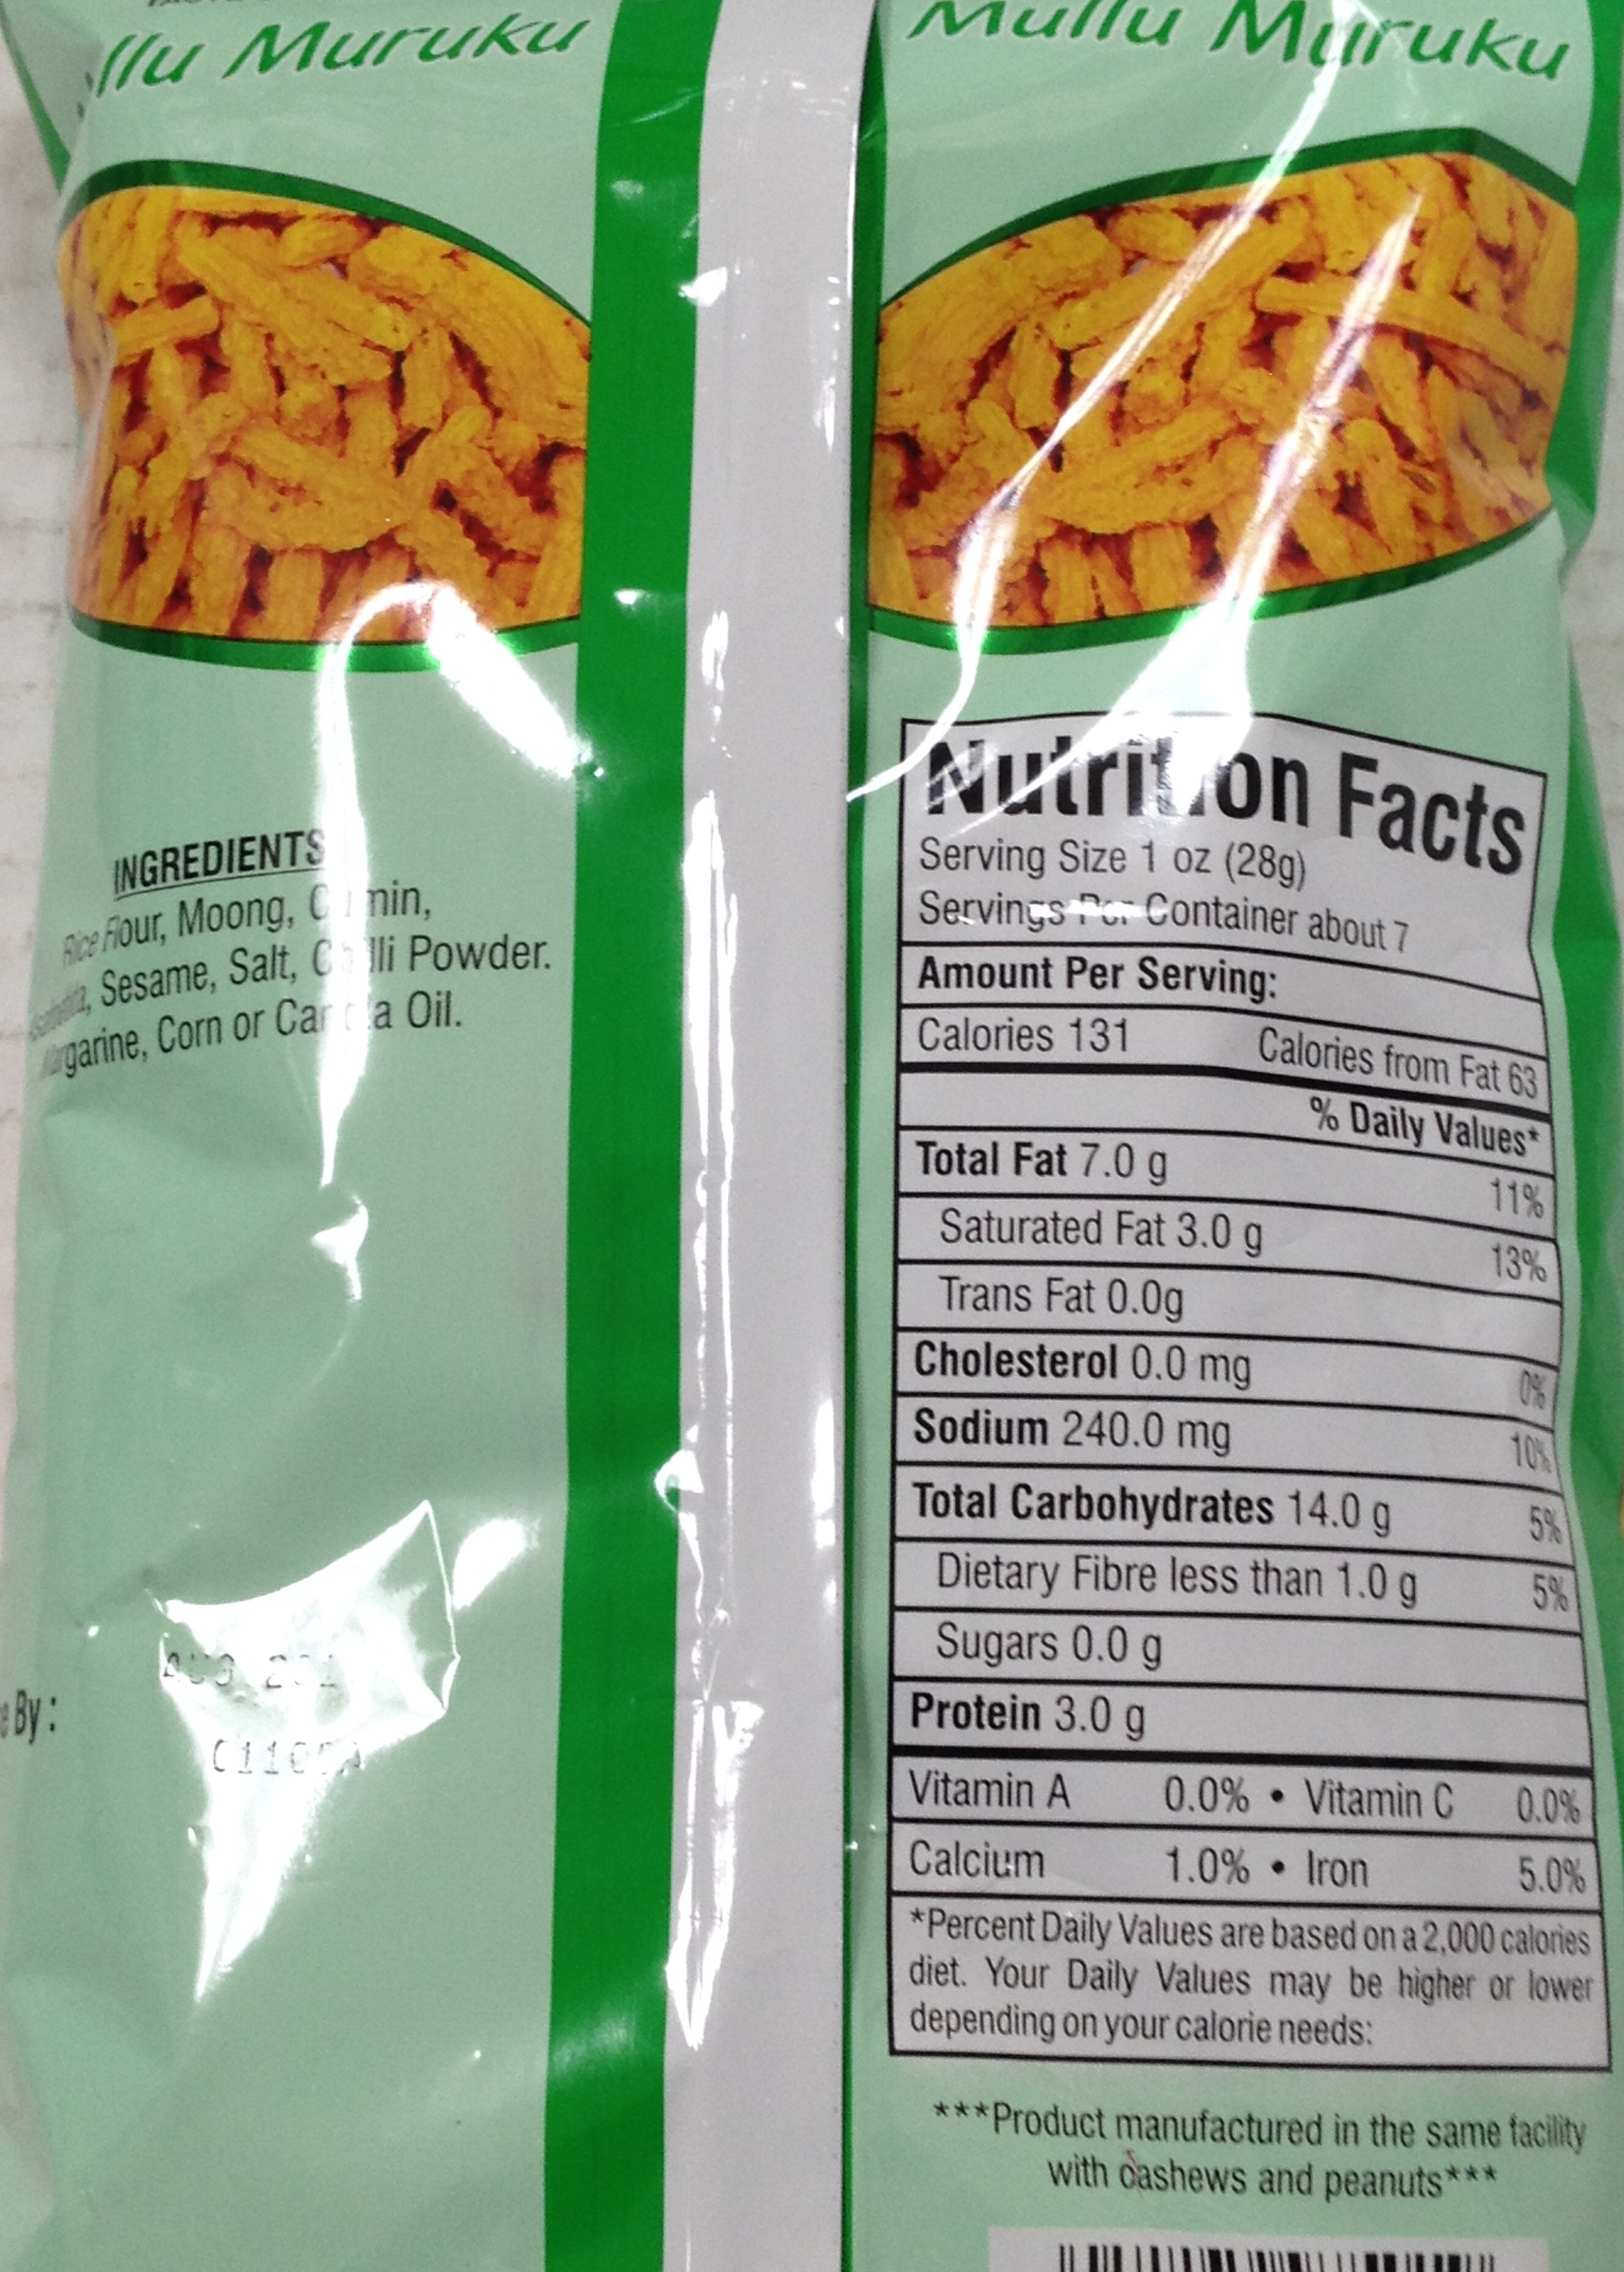 Mullu Muruku
Mullu Muruku
INGREDIENTS
Rice Flour, Moong, Cumin,
Sesame, Salt, Chilli Powder.
Margarine, Corn or Canola Oil.
By :
Nutrition Facts
Serving Size 1 oz (28g)
Servings Per Container about 7
Amount Per Serving:
Calories 131 Calories from Fat 63
% Daily Values*
Total Fat 7.0 g 11%
Saturated Fat 3.0 g 13%
Trans Fat 0.0g
Cholesterol 0.0 mg 0%
Sodium 240.0 mg 10%
Total Carbohydrates 14.0 g 5%
Dietary Fibre less than 1.0 g 5%
Sugars 0.0 g
Protein 3.0 g
Vitamin A 0.0% • Vitamin C 0.0%
Calcium 1.0% • Iron 5.0%
*Percent Daily Values are based on a 2,000 calories
diet. Your Daily Values may be higher or lower
depending on your calorie needs:
***Product manufactured in the same facility
with cashews and peanuts***